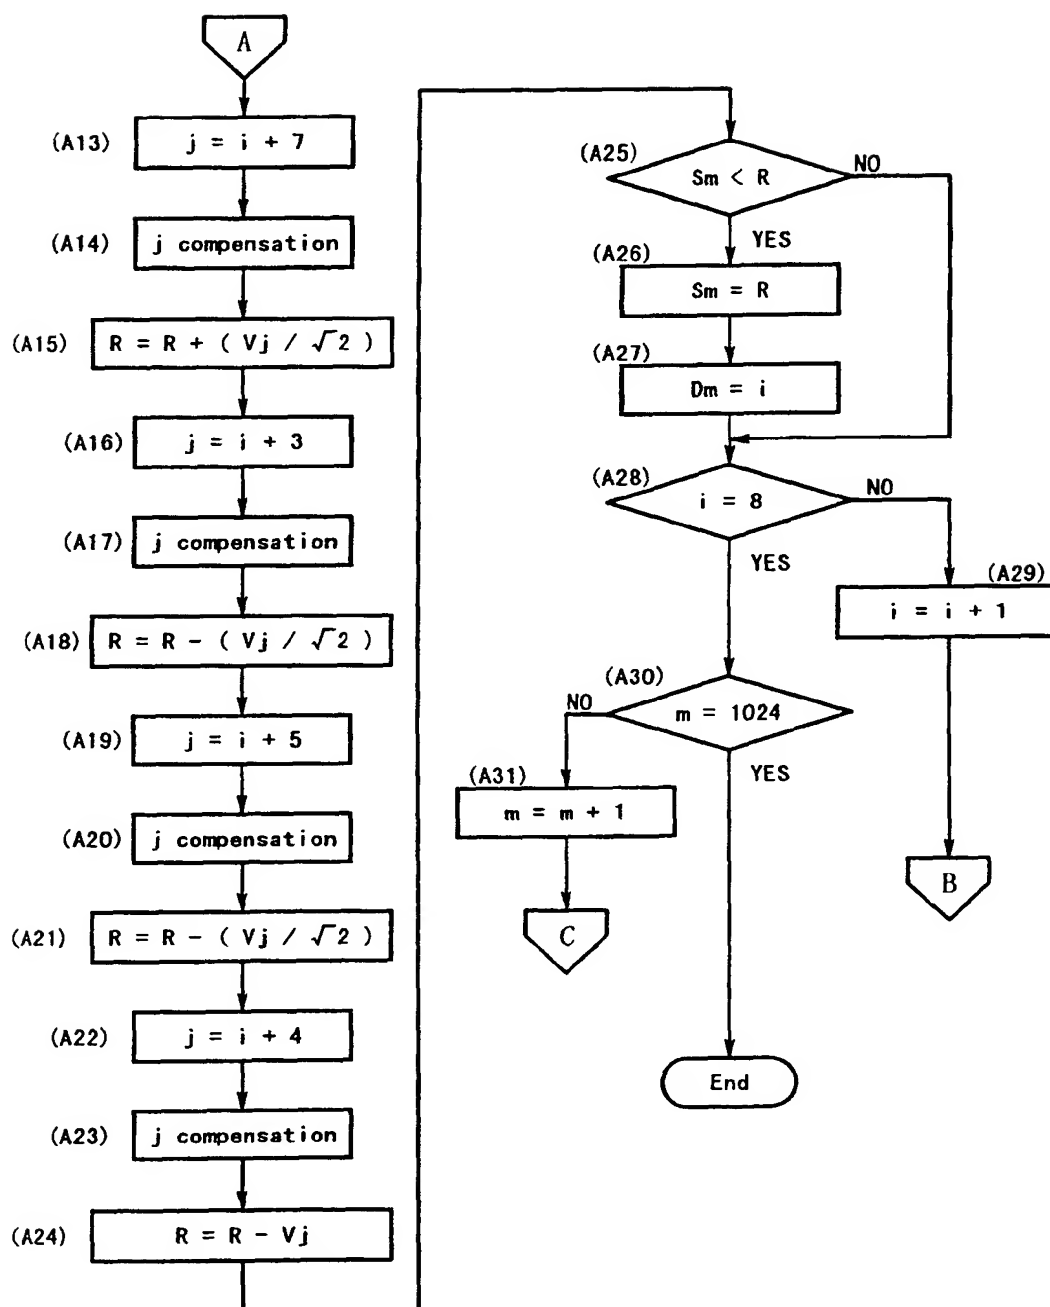 A
(A13)
j = i + 7
(A14)
j compensation
(A15)
R = R + ( Vj / √2 )
(A16)
j = i + 3
(A17)
j compensation
(A18)
R = R - ( Vj / √2 )
(A19)
j = i + 5
(A20)
j compensation
(A21)
R = R - ( Vj / √2 )
(A22)
j = i + 4
(A23)
j compensation
(A24)
R = R - Vj
(A25)
Sm < R
NO
YES
(A26)
Sm = R
(A27)
Dm = i
(A28)
i = 8
NO
YES
(A29)
i = i + 1
B
(A30)
m = 1024
NO
YES
(A31)
m = m + 1
C
End